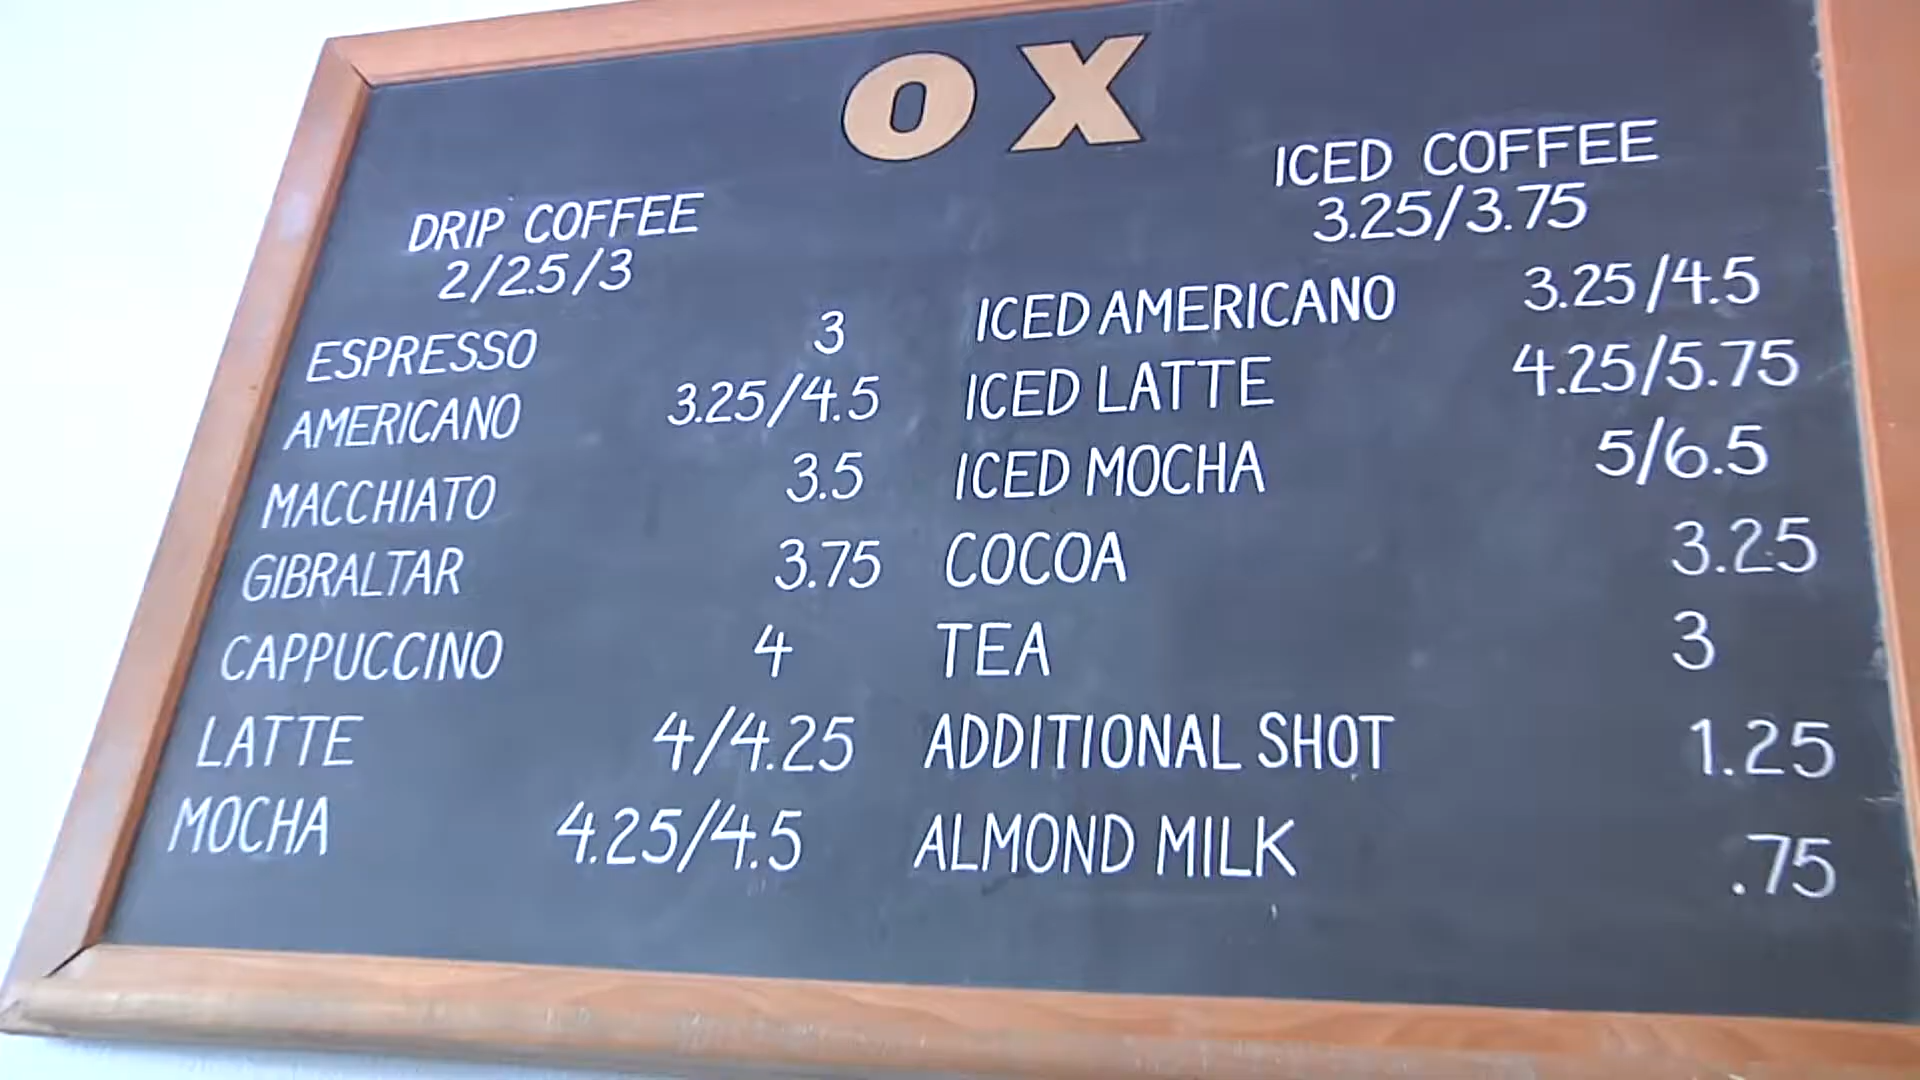 OX
DRIP COFFEE
2/2.5/3
ESPRESSO 3
AMERICANO 3.25/4.5
MACCHIATO 3.5
GIBRALTAR 3.75
CAPPUCCINO 4
LATTE 4/4.25
MOCHA 4.25/4.5
ICED COFFEE
3.25/3.75
ICED AMERICANO 3.25/4.5
ICED LATTE 4.25/5.75
ICED MOCHA 5/6.5
COCOA 3.25
TEA 3
ADDITIONAL SHOT 1.25
ALMOND MILK .75